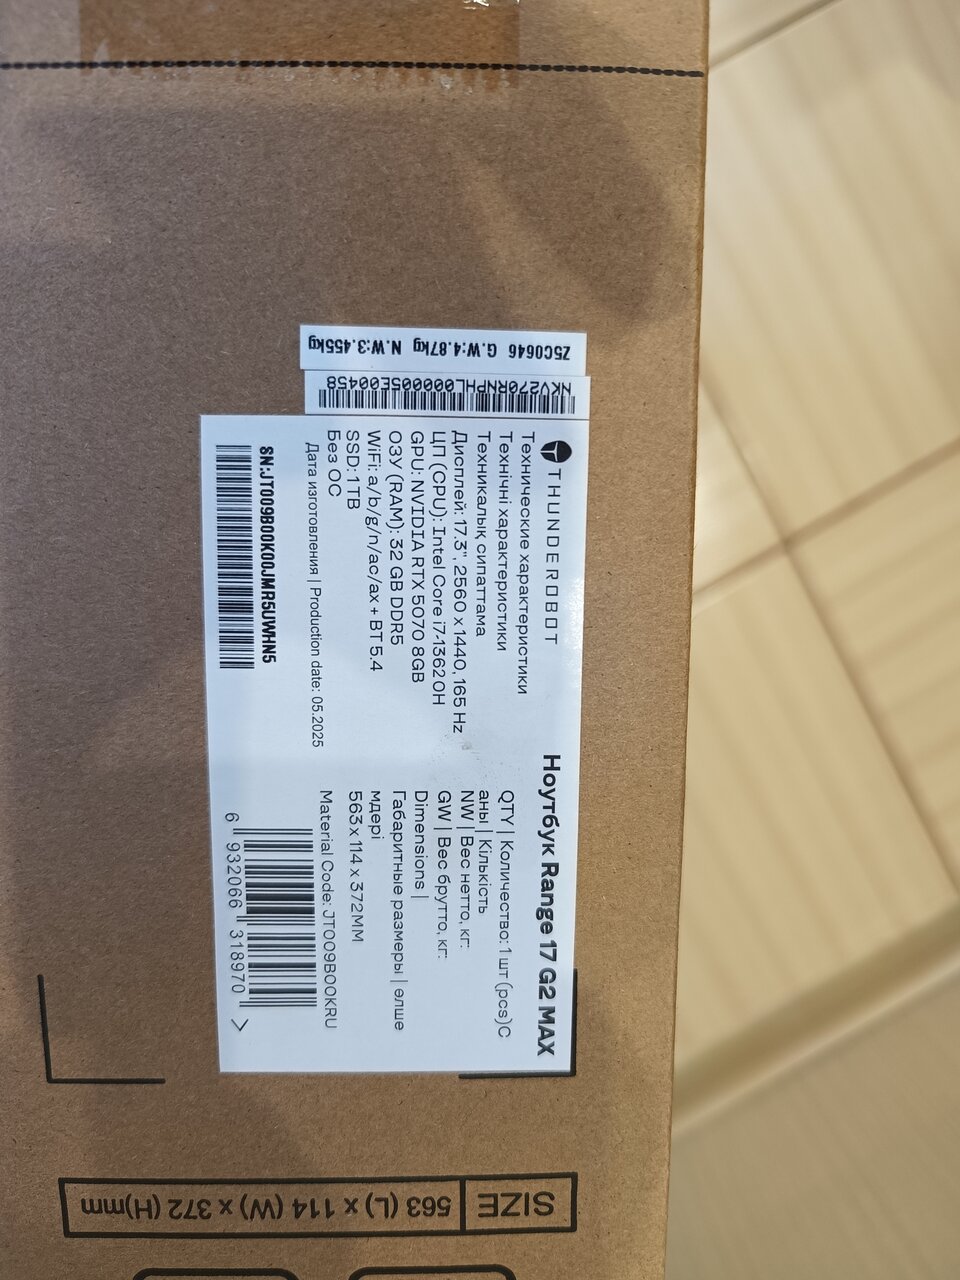 Z5C0646 G.W:4.87kg N.W:3.455kg
NKV270RNPHL000005E00458
THUNDEROBOT
Ноутбук Range 17 G2 MAX
Технические характеристики
Технічні характеристики
Техникалық сипаттама
Дисплей: 17.3", 2560 x 1440, 165 Hz
ЦП (CPU): Intel Core i7-13620H
GPU: NVIDIA RTX 5070 8GB
ОЗУ (RAM): 32 GB DDR5
WiFi: a/b/g/n/ac/ax + BT 5.4
SSD: 1TB
Без ОС
Дата изготовления | Production date: 05.2025
SN:JT009B00K00JMR5UWHN5
QTY | Количество: 1 шт (pcs)С
аны | Кількість
NW | Вес нетто, кг:
GW | Вес брутто, кг:
Dimensions |
Габаритные размеры | өлше
мдері
563 x 114 x 372MM
Material Code: JT009B00KRU
6 932066 318970 >
SIZE 563 (L) x 114 (W) x 372 (H)mm